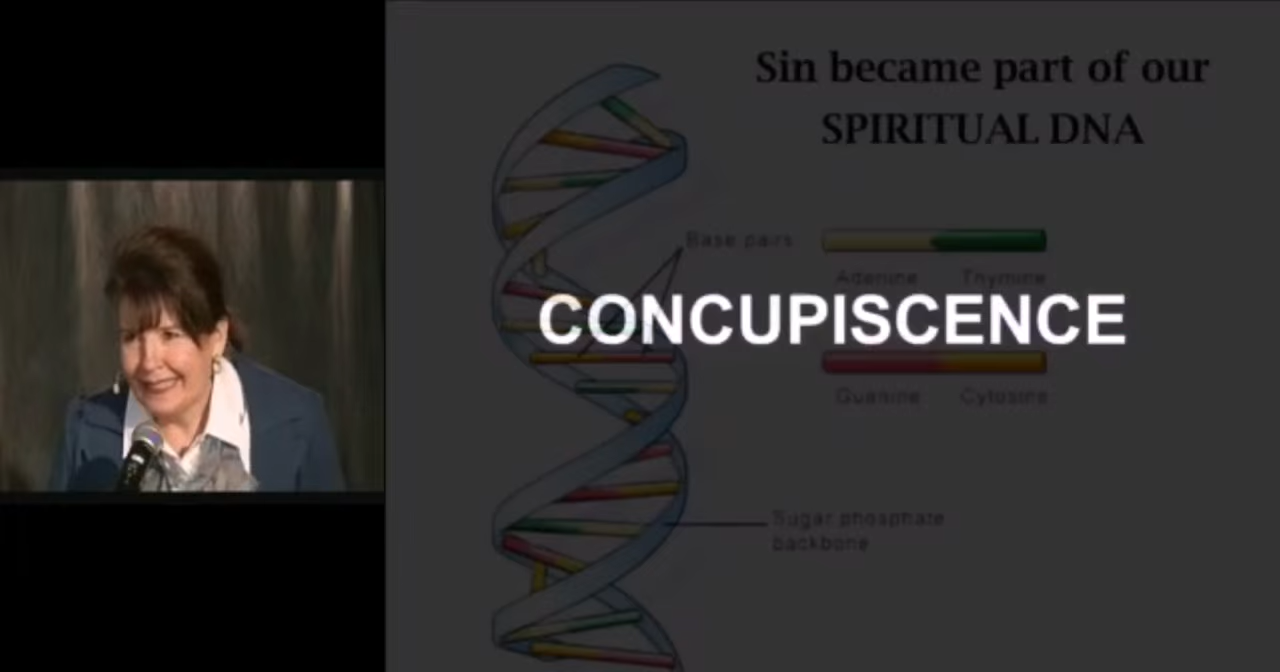 Sin became part of our
SPIRITUAL DNA
Base pairs
Adenine Thymine
CONCUPISCENCE
Guanine Cytosine
Sugar phosphate
backbone